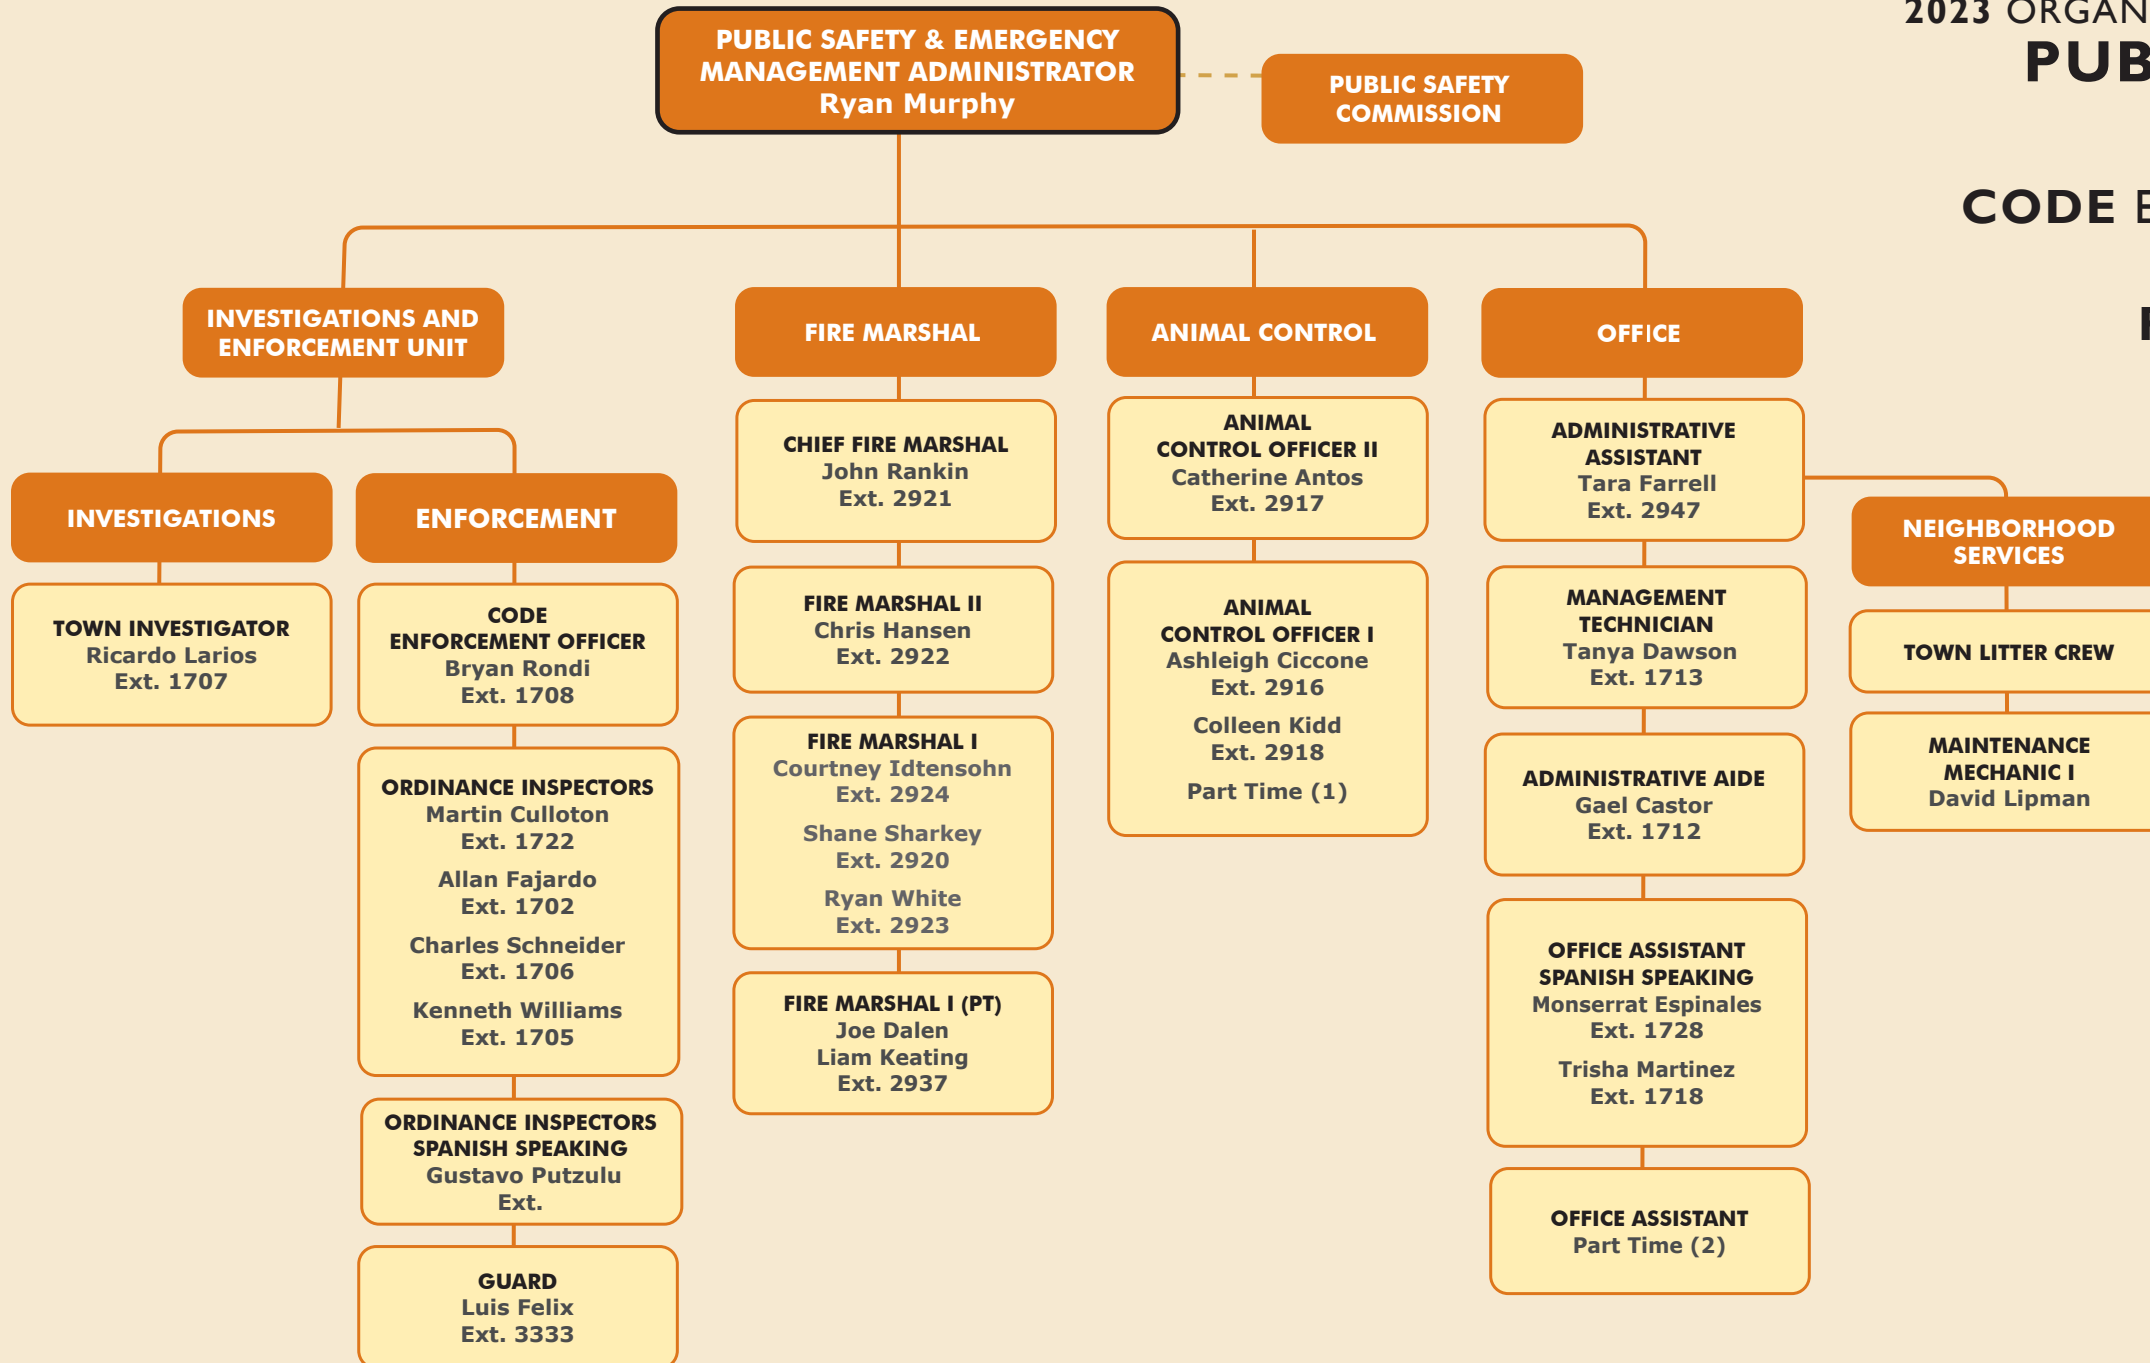 2023 ORGAN
PUB
CODE E
PUBLIC SAFETY & EMERGENCY
MANAGEMENT ADMINISTRATOR
Ryan Murphy
PUBLIC SAFETY
COMMISSION
INVESTIGATIONS AND
ENFORCEMENT UNIT
INVESTIGATIONS
TOWN INVESTIGATOR
Ricardo Larios
Ext. 1707
ENFORCEMENT
CODE
ENFORCEMENT OFFICER
Bryan Rondi
Ext. 1708
ORDINANCE INSPECTORS
Martin Culloton
Ext. 1722
Allan Fajardo
Ext. 1702
Charles Schneider
Ext. 1706
Kenneth Williams
Ext. 1705
ORDINANCE INSPECTORS
SPANISH SPEAKING
Gustavo Putzulu
Ext.
GUARD
Luis Felix
Ext. 3333
FIRE MARSHAL
CHIEF FIRE MARSHAL
John Rankin
Ext. 2921
FIRE MARSHAL II
Chris Hansen
Ext. 2922
FIRE MARSHAL I
Courtney Idtensohn
Ext. 2924
Shane Sharkey
Ext. 2920
Ryan White
Ext. 2923
FIRE MARSHAL I (PT)
Joe Dalen
Liam Keating
Ext. 2937
ANIMAL CONTROL
ANIMAL
CONTROL OFFICER II
Catherine Antos
Ext. 2917
ANIMAL
CONTROL OFFICER I
Ashleigh Ciccone
Ext. 2916
Colleen Kidd
Ext. 2918
Part Time (1)
OFFICE
ADMINISTRATIVE
ASSISTANT
Tara Farrell
Ext. 2947
MANAGEMENT
TECHNICIAN
Tanya Dawson
Ext. 1713
ADMINISTRATIVE AIDE
Gael Castor
Ext. 1712
OFFICE ASSISTANT
SPANISH SPEAKING
Monserrat Espinales
Ext. 1728
Trisha Martinez
Ext. 1718
OFFICE ASSISTANT
Part Time (2)
NEIGHBORHOOD
SERVICES
TOWN LITTER CREW
MAINTENANCE
MECHANIC I
David Lipman